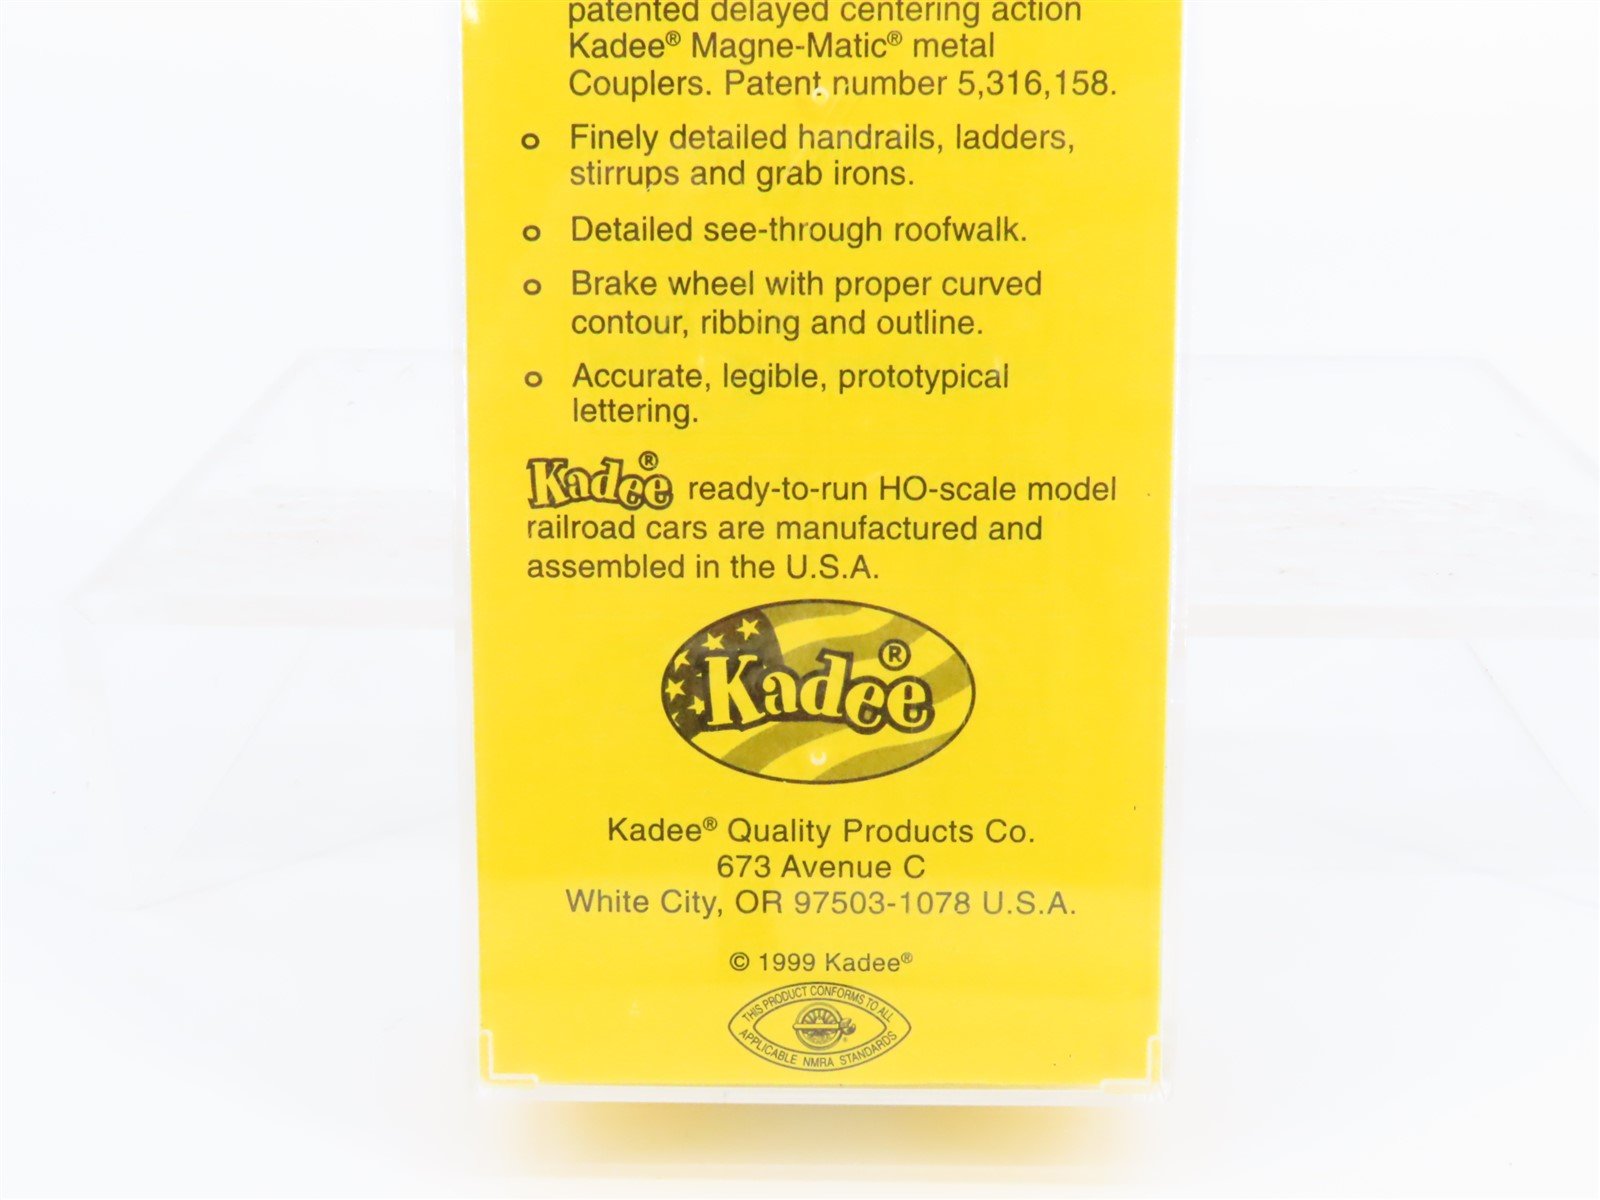 patented delayed centering action
Kadee® Magne-Matic® metal
Couplers. Patent number 5,316,158.
o Finely detailed handrails, ladders,
stirrups and grab irons.
o Detailed see-through roofwalk.
o Brake wheel with proper curved
contour, ribbing and outline.
o Accurate, legible, prototypical
lettering.
Kadee® ready-to-run HO-scale model
railroad cars are manufactured and
assembled in the U.S.A.
Kadee®
Kadee® Quality Products Co.
673 Avenue C
White City, OR 97503-1078 U.S.A.
© 1999 Kadee®
THIS PRODUCT CONFORMS TO ALL
APPLICABLE NMRA STANDARDS